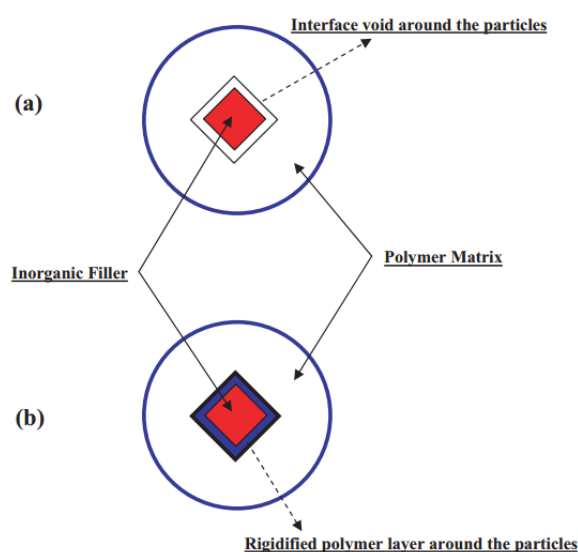 Interface void around the particles
(a)
Inorganic Filler
Polymer Matrix
(b)
Rigidified polymer layer around the particles